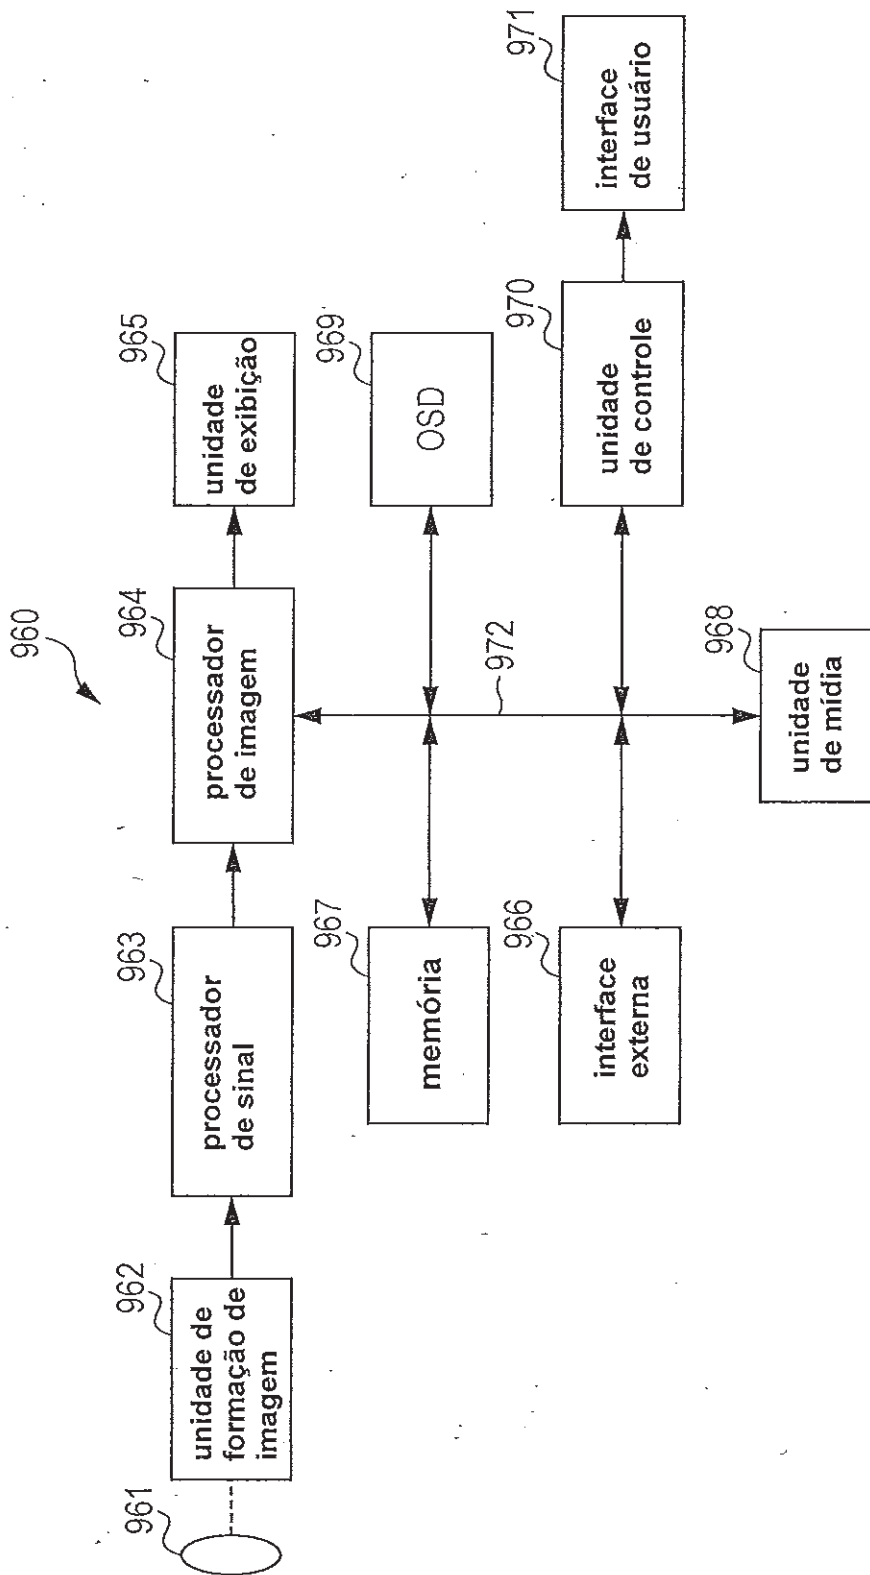 960
961
962
unidade de
formação de
imagem
963
processador
de sinal
964
processador
de imagem
965
unidade
de exibição
967
memória
969
OSD
966
interface
externa
972
970
unidade
de controle
971
interface
de usuário
968
unidade
de mídia